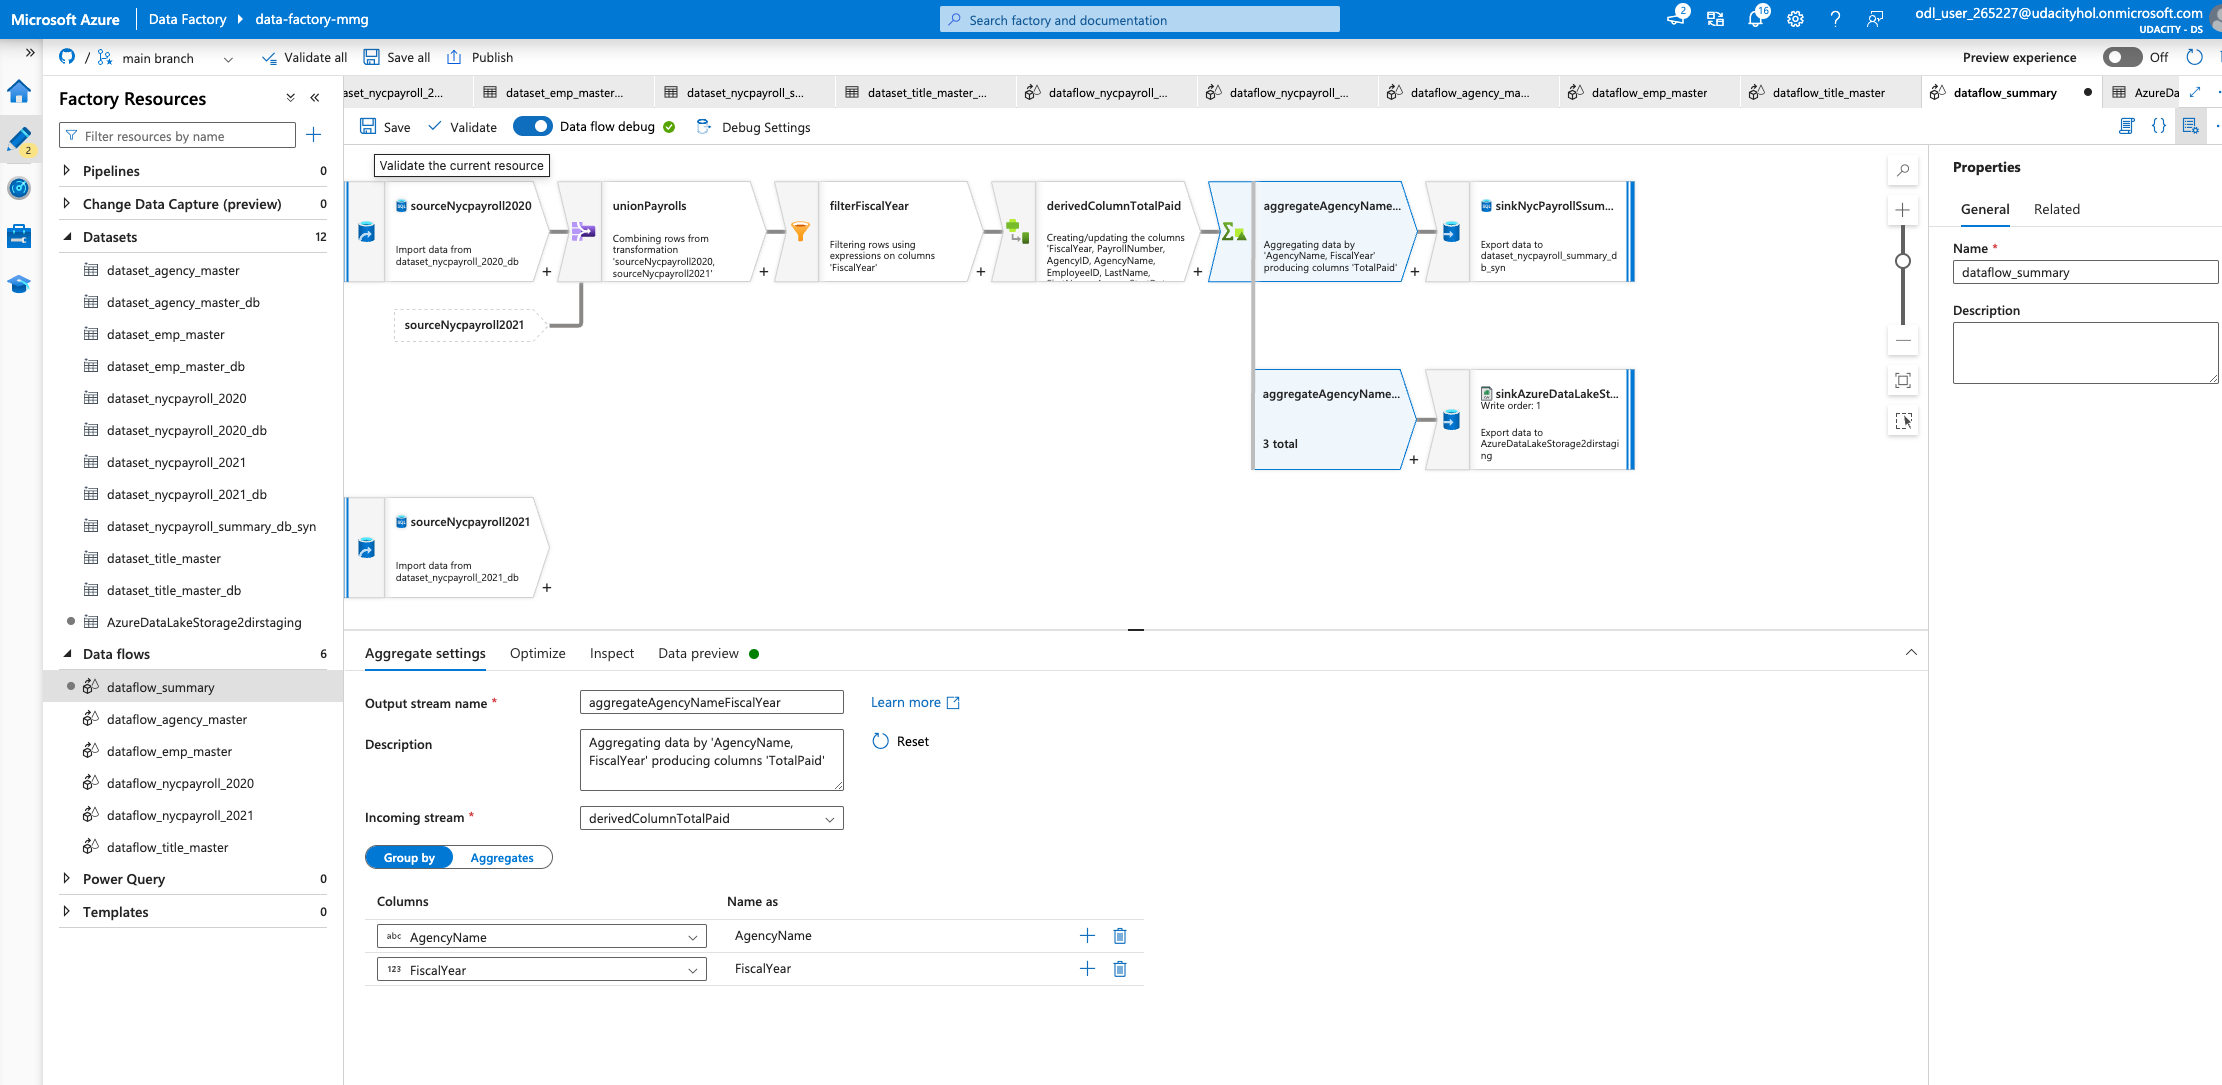 Microsoft Azure
Data Factory
data-factory-mmg
Search factory and documentation
2
16
odl_user_265227@udacityhol.onmicrosoft.com
UDACITY - DS
/
main branch
Validate all
Save all
Publish
Preview experience
Off
2
Factory Resources
Filter resources by name
Pipelines
0
Change Data Capture (preview)
0
Datasets
12
dataset_agency_master
dataset_agency_master_db
dataset_emp_master
dataset_emp_master_db
dataset_nycpayroll_2020
dataset_nycpayroll_2020_db
dataset_nycpayroll_2021
dataset_nycpayroll_2021_db
dataset_nycpayroll_summary_db_syn
dataset_title_master
dataset_title_master_db
AzureDataLakeStorage2dirstaging
Data flows
6
dataflow_summary
dataflow_agency_master
dataflow_emp_master
dataflow_nycpayroll_2020
dataflow_nycpayroll_2021
dataflow_title_master
Power Query
0
Templates
0
aset_nycpayroll_2...
dataset_emp_master...
dataset_nycpayroll_s...
dataset_title_master_...
dataflow_nycpayroll_...
dataflow_nycpayroll_...
dataflow_agency_ma...
dataflow_emp_master
dataflow_title_master
dataflow_summary
AzureDa
Save
Validate
Data flow debug
Debug Settings
Validate the current resource
sourceNycpayroll2020
Import data from
dataset_nycpayroll_2020_db
+
unionPayrolls
Combining rows from
transformation
'sourceNycpayroll2020,
sourceNycpayroll2021'
+
filterFiscalYear
Filtering rows using
expressions on columns
'FiscalYear'
+
derivedColumnTotalPaid
Creating/updating the columns
'FiscalYear, PayrollNumber,
AgencyID, AgencyName,
EmployeeID, LastName,
+
aggregateAgencyName...
Aggregating data by
'AgencyName, FiscalYear'
producing columns 'TotalPaid'
+
sinkNycPayrollSsum...
Export data to
dataset_nycpayroll_summary_d
b_syn
sourceNycpayroll2021
aggregateAgencyName...
3 total
+
sinkAzureDataLakeSt...
Write order: 1
Export data to
AzureDataLakeStorage2dirstagi
ng
sourceNycpayroll2021
Import data from
dataset_nycpayroll_2021_db
+
Aggregate settings
Optimize
Inspect
Data preview
Output stream name *
aggregateAgencyNameFiscalYear
Learn more
Description
Aggregating data by 'AgencyName,
FiscalYear' producing columns 'TotalPaid'
Reset
Incoming stream *
derivedColumnTotalPaid
Group by
Aggregates
Columns
Name as
abc AgencyName
AgencyName
123 FiscalYear
FiscalYear
Properties
General
Related
Name *
dataflow_summary
Description